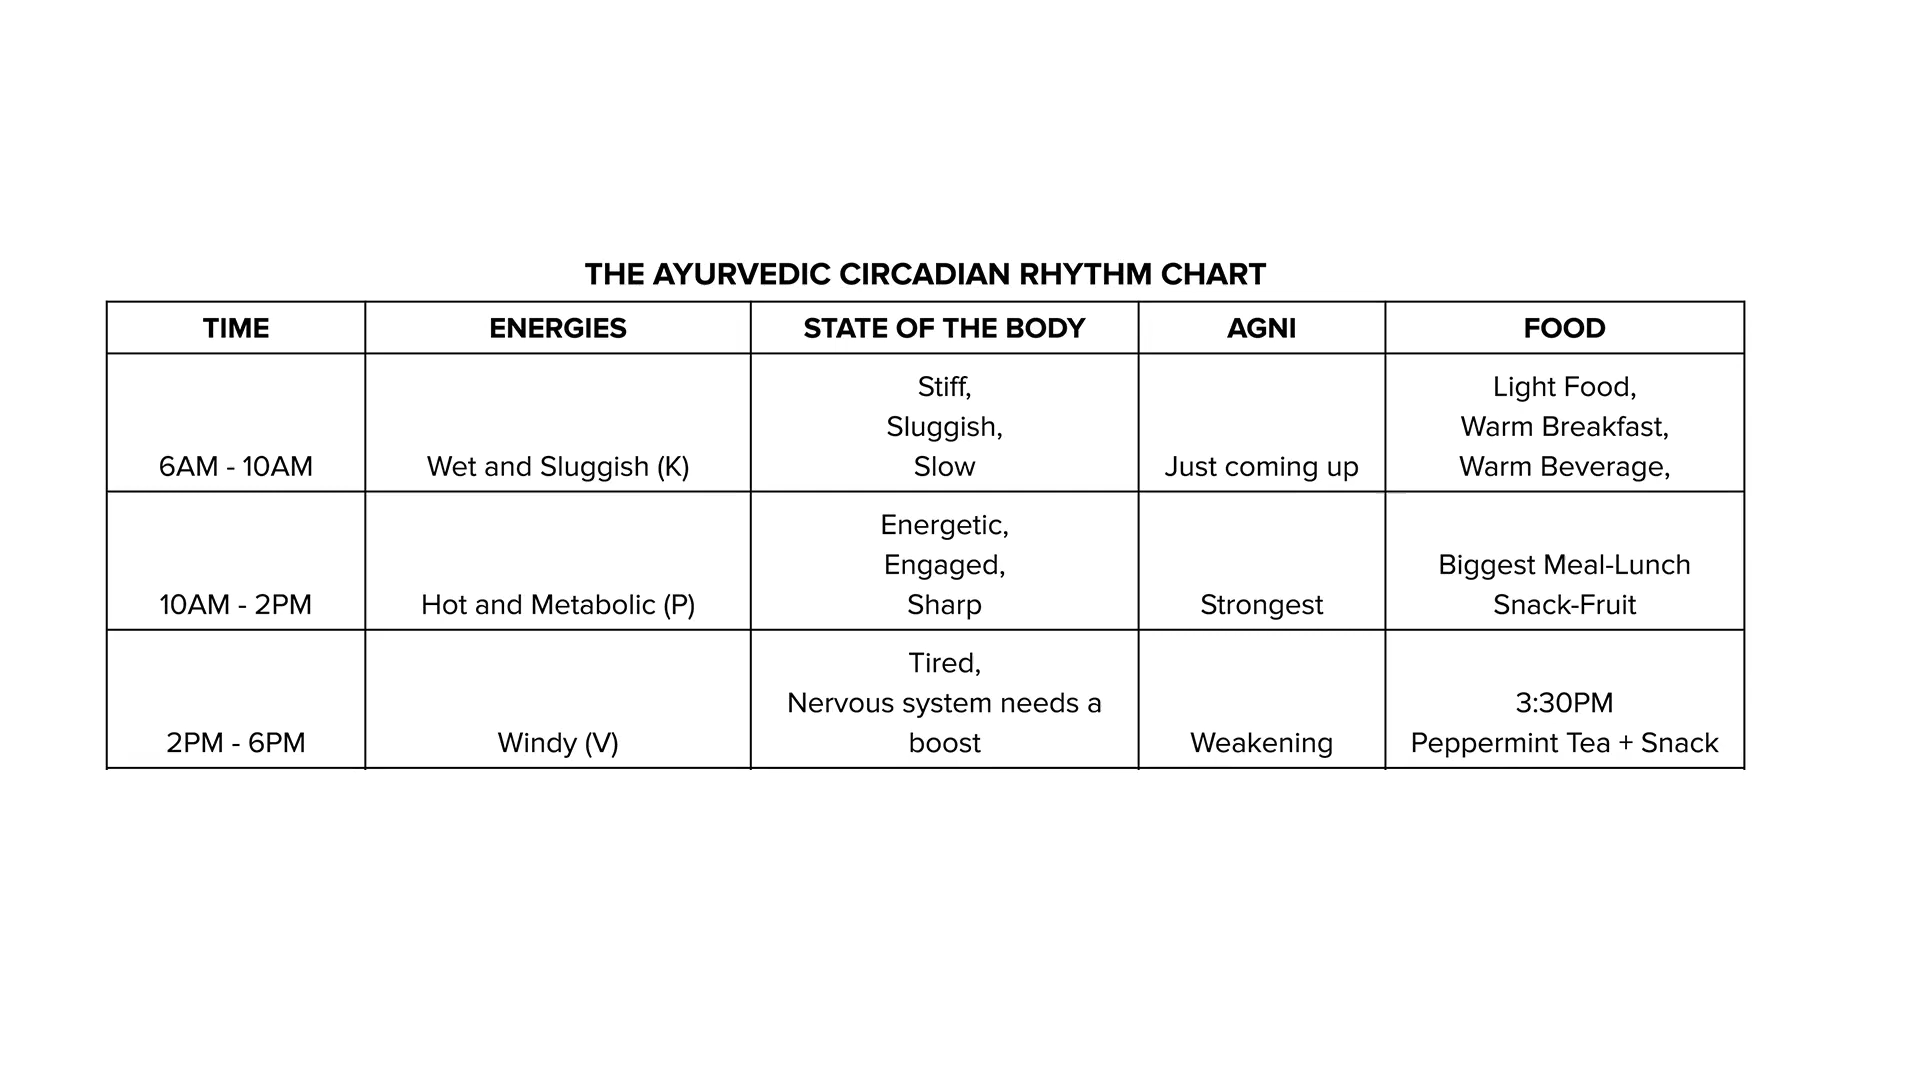 THE AYURVEDIC CIRCADIAN RHYTHM CHART
TIME
ENERGIES
STATE OF THE BODY
AGNI
FOOD
6AM - 10AM
Wet and Sluggish (K)
Stiff,
Sluggish,
Slow
Just coming up
Light Food,
Warm Breakfast,
Warm Beverage,
10AM - 2PM
Hot and Metabolic (P)
Energetic,
Engaged,
Sharp
Strongest
Biggest Meal-Lunch
Snack-Fruit
2PM - 6PM
Windy (V)
Tired,
Nervous system needs a
boost
Weakening
3:30PM
Peppermint Tea + Snack